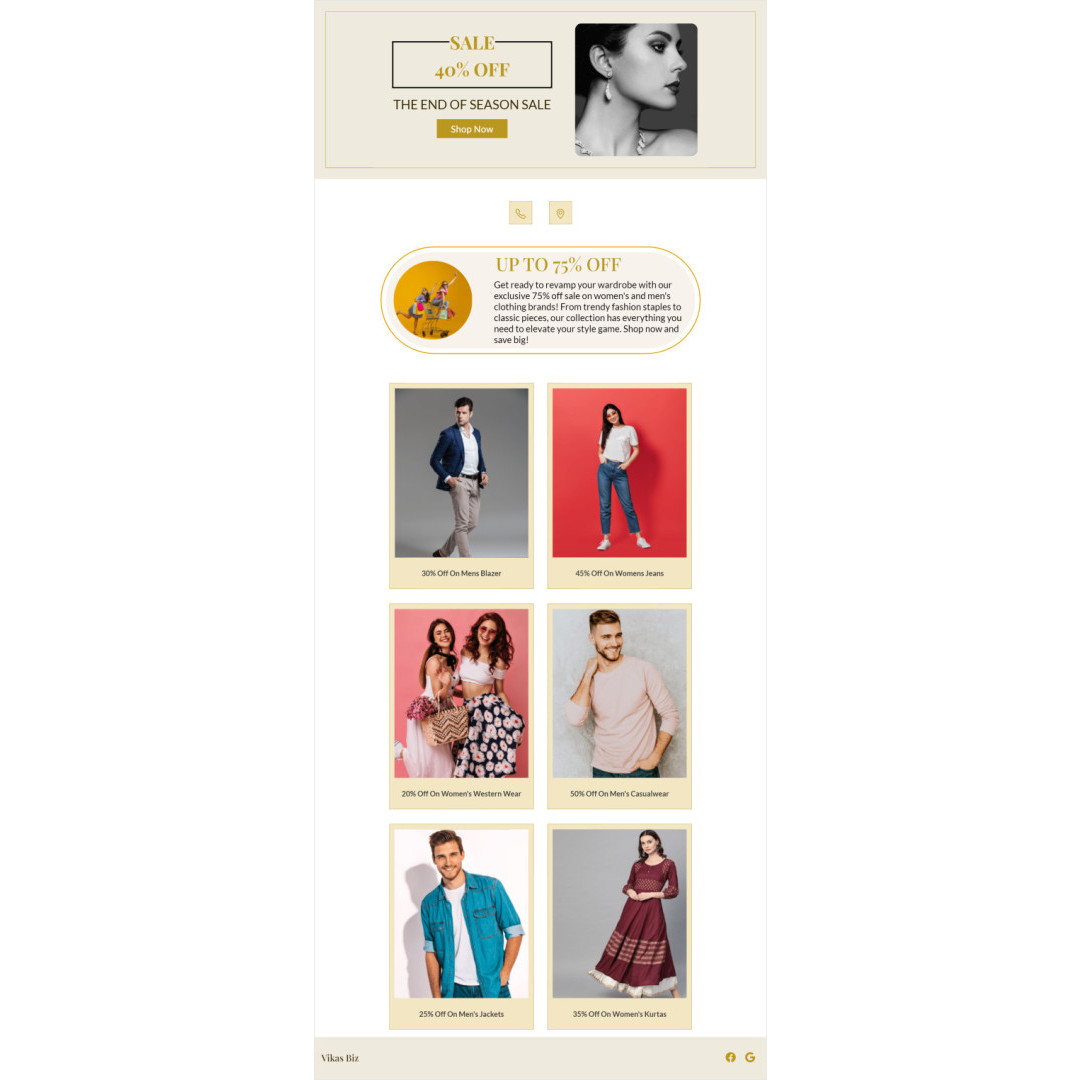 SALE
40% OFF
THE END OF SEASON SALE
Shop Now
UP TO 75% OFF
Get ready to revamp your wardrobe with our
exclusive 75% off sale on women's and men's
clothing brands! From trendy fashion staples to
classic pieces, our collection has everything you
need to elevate your style game. Shop now and
save big!
30% Off On Mens Blazer
45% Off On Womens Jeans
20% Off On Women's Western Wear
50% Off On Men's Casualwear
25% Off On Men's Jackets
35% Off On Women's Kurtas
Vikas Biz